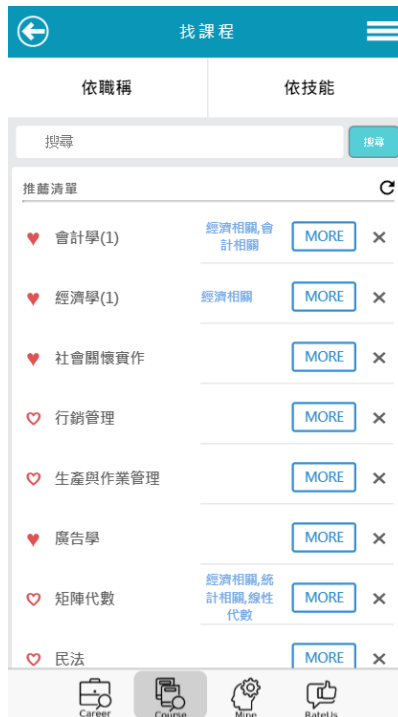 找課程
依職稱 依技能
搜尋 搜尋
推薦清單
會計學(1) 經濟相關,會計相關 MORE
經濟學(1) 經濟相關 MORE
社會關懷實作 MORE
行銷管理 MORE
生產與作業管理 MORE
廣告學 MORE
矩陣代數 經濟相關,統計相關,線性代數 MORE
民法 MORE
Career Course Mine RateUs